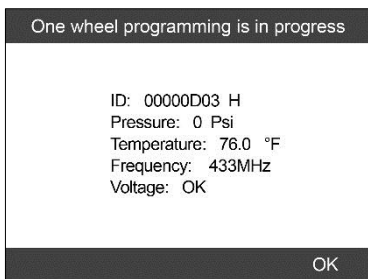 One wheel programming is in progress
ID: 00000D03 H
Pressure: 0 Psi
Temperature: 76.0 °F
Frequency: 433MHz
Voltage: OK
OK